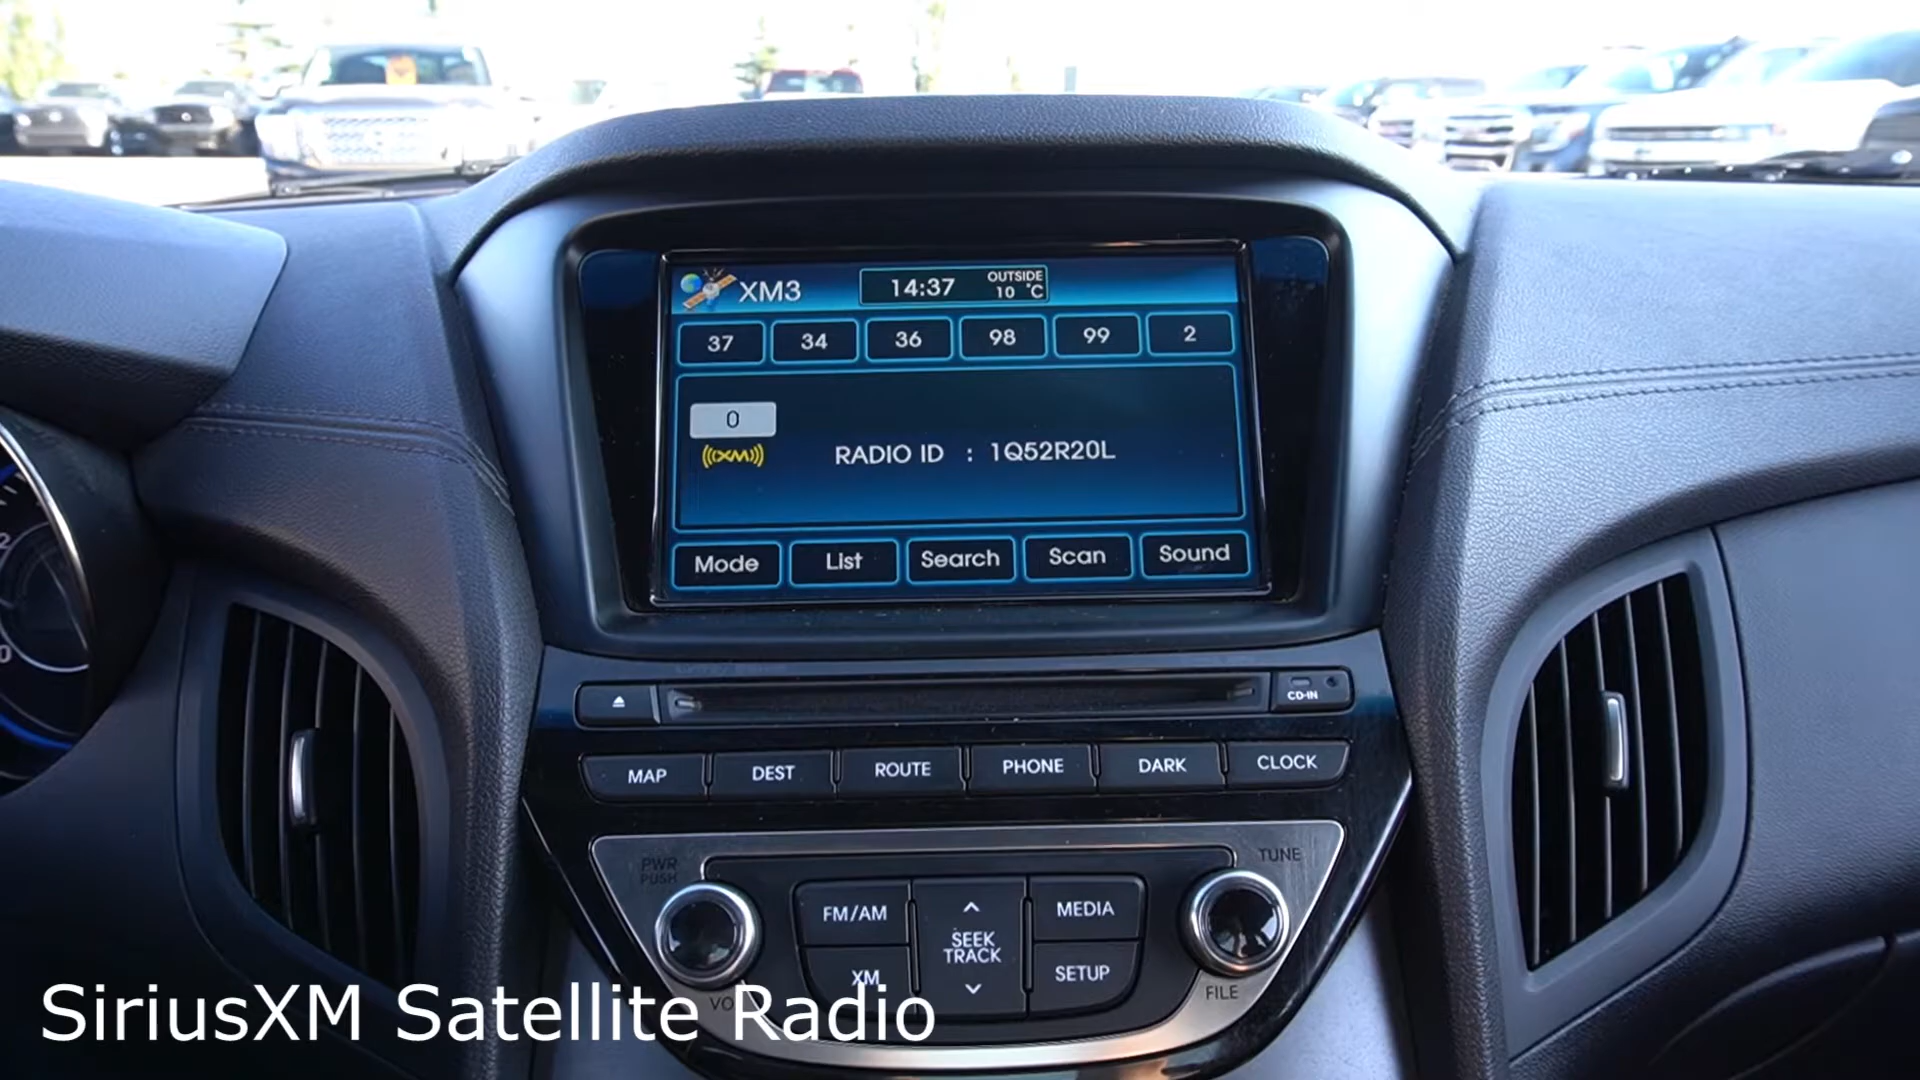 XM3
14:37
OUTSIDE
10 °C
37
34
36
98
99
2
0
((XM))
RADIO ID : 1Q52R20L
Mode
List
Search
Scan
Sound
CD-IN
MAP
DEST
ROUTE
PHONE
DARK
CLOCK
PWR
PUSH
TUNE
FM/AM
SEEK
TRACK
MEDIA
XM
SETUP
FILE
2
0
SiriusXM Satellite Radio